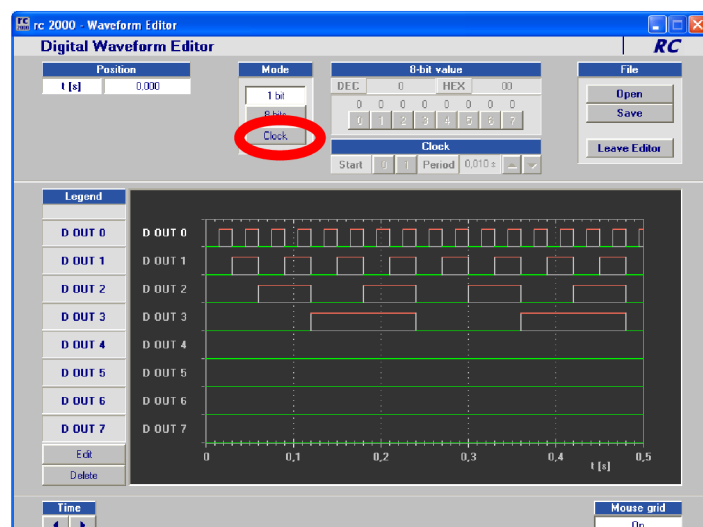 RC 2000 rc 2000 - Waveform Editor
Digital Waveform Editor RC
Position Mode 8-bit value File
t [s] 0,000 1 bit DEC 0 HEX 00 Open
8 bits 0 0 0 0 0 0 0 0 Save
Clock 0 1 2 3 4 5 6 7
Clock Leave Editor
Start 0 1 Period 0,010 s
Legend
D OUT 0 D OUT 0
D OUT 1 D OUT 1
D OUT 2 D OUT 2
D OUT 3 D OUT 3
D OUT 4 D OUT 4
D OUT 5 D OUT 5
D OUT 6 D OUT 6
D OUT 7 D OUT 7
Edit 0 0,1 0,2 0,3 0,4 0,5
Delete t [s]
Time Mouse grid
On